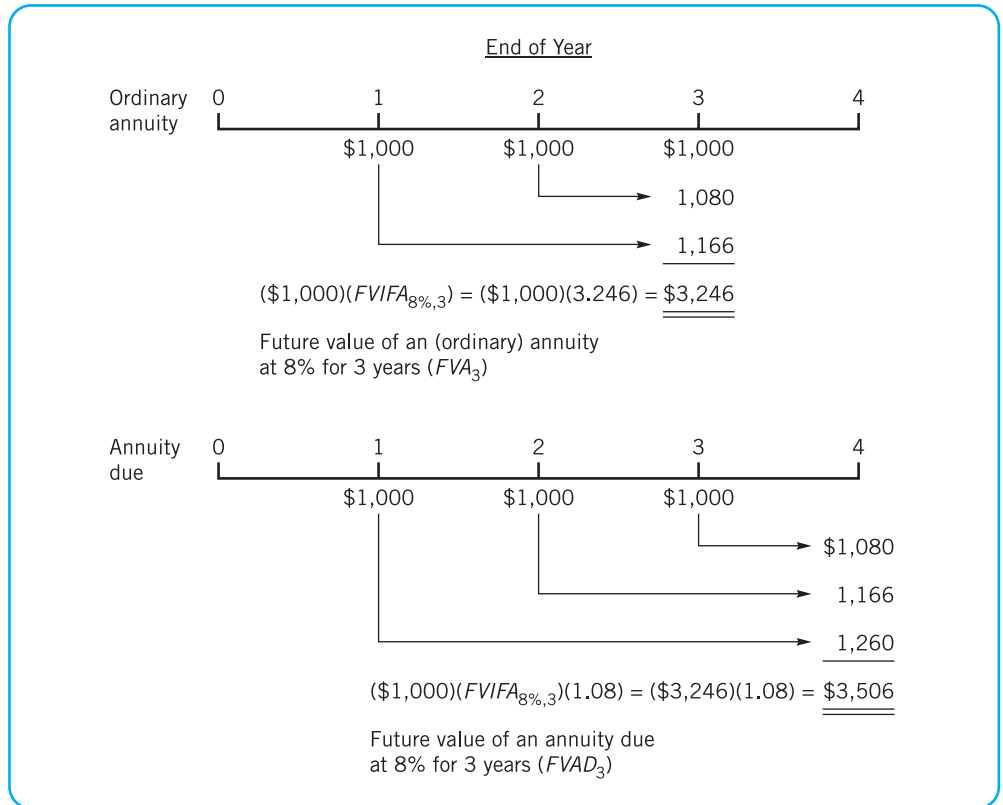 End of Year
Ordinary annuity 0 1 2 3 4
$1,000 $1,000 $1,000
1,080
1,166
($1,000)(FVIFA8%,3) = ($1,000)(3.246) = $3,246
Future value of an (ordinary) annuity
at 8% for 3 years (FVA3)
Annuity due 0 1 2 3 4
$1,000 $1,000 $1,000
$1,080
1,166
1,260
($1,000)(FVIFA8%,3)(1.08) = ($3,246)(1.08) = $3,506
Future value of an annuity due
at 8% for 3 years (FVAD3)